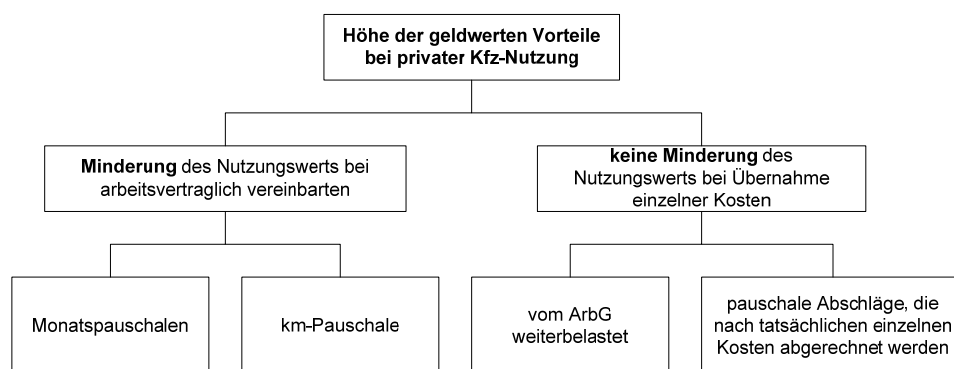 Höhe der geldwerten Vorteile
bei privater Kfz-Nutzung
Minderung des Nutzungswerts bei
arbeitsvertraglich vereinbarten
keine Minderung des
Nutzungswerts bei Übernahme
einzelner Kosten
Monatspauschalen
km-Pauschale
vom ArbG
weiterbelastet
pauschale Abschläge, die
nach tatsächlichen einzelnen
Kosten abgerechnet werden